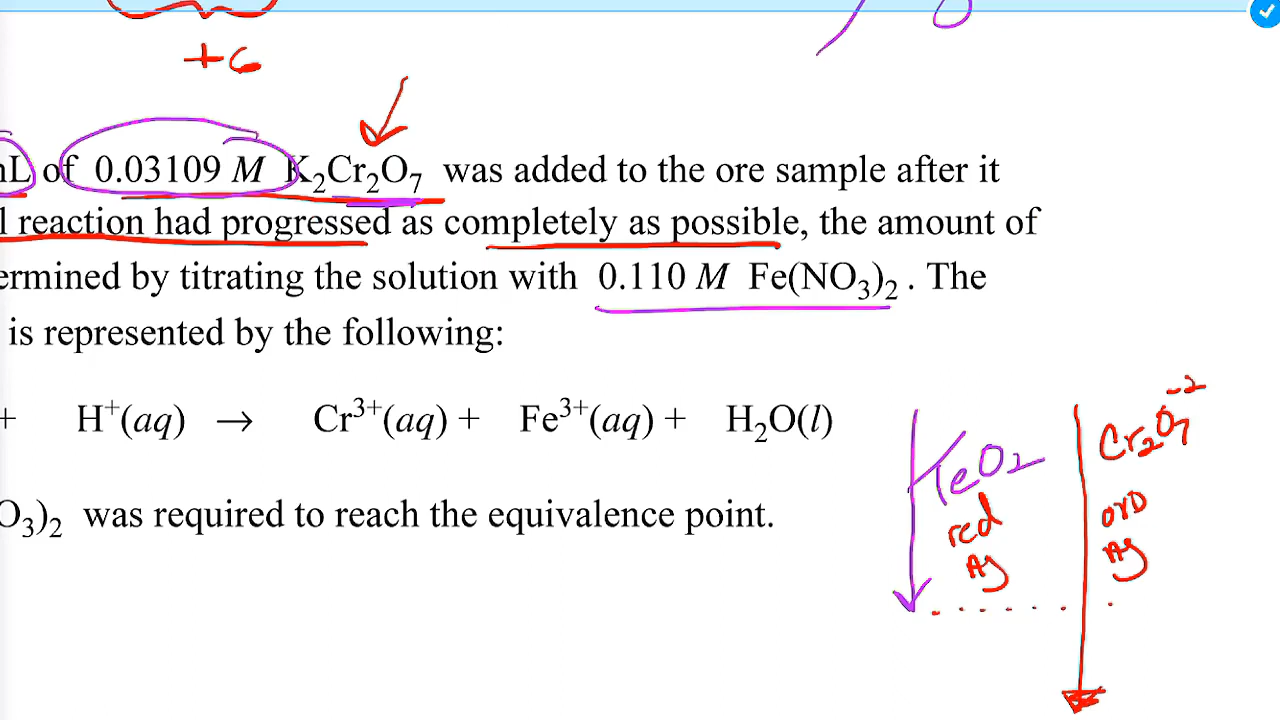 +6
mL of 0.03109 M K₂Cr₂O₇ was added to the ore sample after it
l reaction had progressed as completely as possible, the amount of
ermined by titrating the solution with 0.110 M Fe(NO₃)₂. The
is represented by the following:
+ H⁺(aq) → Cr³⁺(aq) + Fe³⁺(aq) + H₂O(l)
O₃)₂ was required to reach the equivalence point.
TeO₂
red
Ag
Cr₂O₇⁻²
oxo
Ag